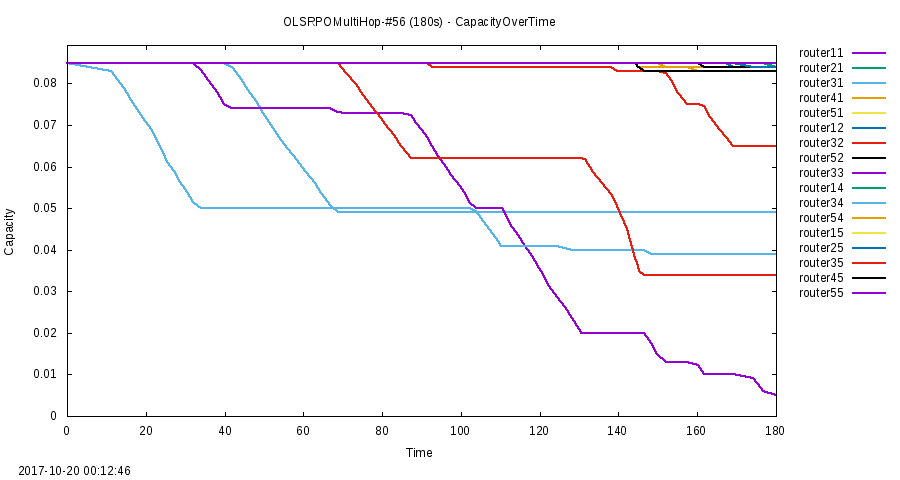 OLSRPOMultiHop-#56 (180s) - CapacityOverTime
router11
router21
router31
router41
router51
router12
router32
router52
router33
router14
router34
router54
router15
router25
router35
router45
router55
Capacity
0.08
0.07
0.06
0.05
0.04
0.03
0.02
0.01
0
0 20 40 60 80 100 120 140 160 180
Time
2017-10-20 00:12:46